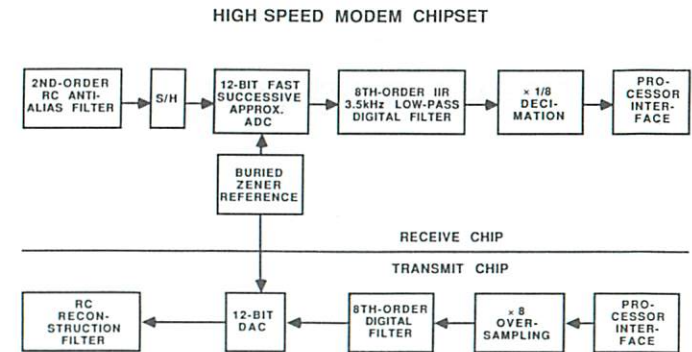 HIGH SPEED MODEM CHIPSET
2ND-ORDER
RC ANTI-
ALIAS FILTER
S/H
12-BIT FAST
SUCCESSIVE
APPROX.
ADC
8TH-ORDER IIR
3.5kHz LOW-PASS
DIGITAL FILTER
× 1/8
DECI-
MATION
PRO-
CESSOR
INTER-
FACE
BURIED
ZENER
REFERENCE
RECEIVE CHIP
TRANSMIT CHIP
RC
RECON-
STRUCTION
FILTER
12-BIT
DAC
8TH-ORDER
DIGITAL
FILTER
× 8
OVER-
SAMPLING
PRO-
CESSOR
INTER-
FACE